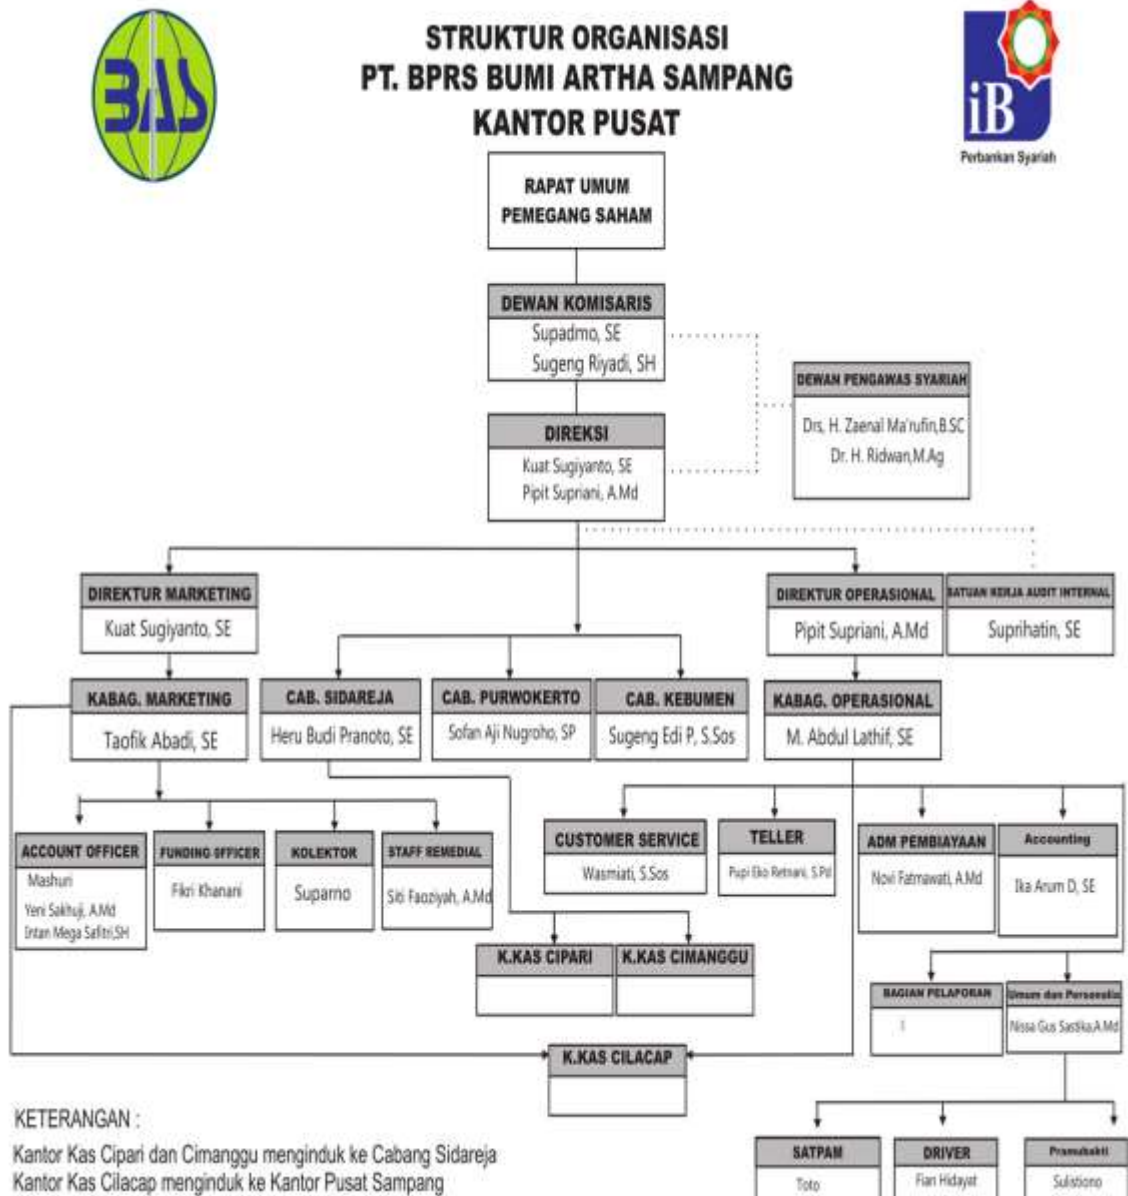 BAS
STRUKTUR ORGANISASI
PT. BPRS BUMI ARTHA SAMPANG
KANTOR PUSAT
iB
Perbankan Syariah
RAPAT UMUM
PEMEGANG SAHAM
DEWAN KOMISARIS
Supadmo, SE
Sugeng Riyadi, SH
DEWAN PENGAWAS SYARIAH
Drs, H. Zaenal Ma'rufin,B.SC
Dr. H. Ridwan,M.Ag
DIREKSI
Kuat Sugiyanto, SE
Pipit Supriani, A.Md
DIREKTUR MARKETING
Kuat Sugiyanto, SE
DIREKTUR OPERASIONAL
Pipit Supriani, A.Md
SATUAN KERJA AUDIT INTERNAL
Suprihatin, SE
KABAG. MARKETING
Taofik Abadi, SE
CAB. SIDAREJA
Heru Budi Pranoto, SE
CAB. PURWOKERTO
Sofan Aji Nugroho, SP
CAB. KEBUMEN
Sugeng Edi P, S.Sos
KABAG. OPERASIONAL
M. Abdul Lathif, SE
ACCOUNT OFFICER
Mashuri
Yeni Sakhuji, A.Md
Intan Mega Safitri,SH
FUNDING OFFICER
Fikri Khanani
KOLEKTOR
Suparno
STAFF REMEDIAL
Siti Faoziyah, A.Md
CUSTOMER SERVICE
Wasmiati, S.Sos
TELLER
Pupi Eko Retnani, S.Pd
ADM PEMBIAYAAN
Novi Fatmawati, A.Md
Accounting
Ika Arum D, SE
K.KAS CIPARI
K.KAS CIMANGGU
BAGIAN PELAPORAN
Umum dan Personalia
Nissa Gus Sastika,A.Md
K.KAS CILACAP
SATPAM
Toto
DRIVER
Fian Hidayat
Pramubakti
Sulistiono
KETERANGAN :
Kantor Kas Cipari dan Cimanggu menginduk ke Cabang Sidareja
Kantor Kas Cilacap menginduk ke Kantor Pusat Sampang